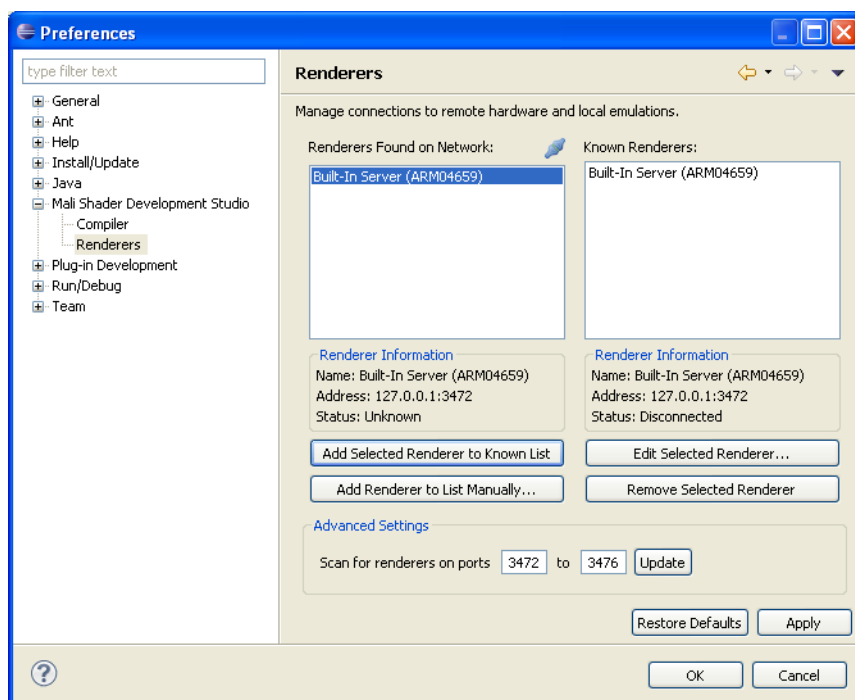 Preferences
type filter text
General
Ant
Help
Install/Update
Java
Mali Shader Development Studio
Compiler
Renderers
Plug-in Development
Run/Debug
Team
Renderers
Manage connections to remote hardware and local emulations.
Renderers Found on Network:
Built-In Server (ARM04659)
Renderer Information
Name: Built-In Server (ARM04659)
Address: 127.0.0.1:3472
Status: Unknown
Add Selected Renderer to Known List
Add Renderer to List Manually...
Known Renderers:
Built-In Server (ARM04659)
Renderer Information
Name: Built-In Server (ARM04659)
Address: 127.0.0.1:3472
Status: Disconnected
Edit Selected Renderer...
Remove Selected Renderer
Advanced Settings
Scan for renderers on ports 3472 to 3476 Update
Restore Defaults Apply
? OK Cancel